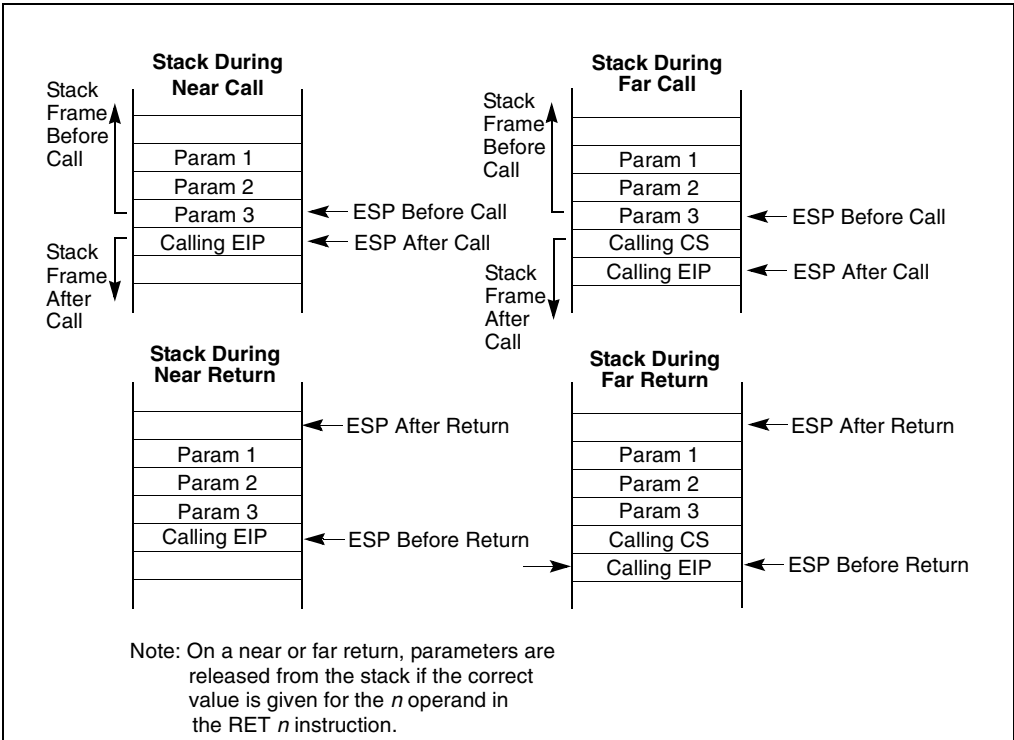 Stack During
Near Call
Stack
Frame
Before
Call
Param 1
Param 2
Param 3
ESP Before Call
Calling EIP
ESP After Call
Stack
Frame
After
Call
Stack During
Far Call
Stack
Frame
Before
Call
Param 1
Param 2
Param 3
ESP Before Call
Calling CS
Calling EIP
ESP After Call
Stack
Frame
After
Call
Stack During
Near Return
ESP After Return
Param 1
Param 2
Param 3
Calling EIP
ESP Before Return
Stack During
Far Return
ESP After Return
Param 1
Param 2
Param 3
Calling CS
Calling EIP
ESP Before Return
Note: On a near or far return, parameters are
released from the stack if the correct
value is given for the n operand in
the RET n instruction.